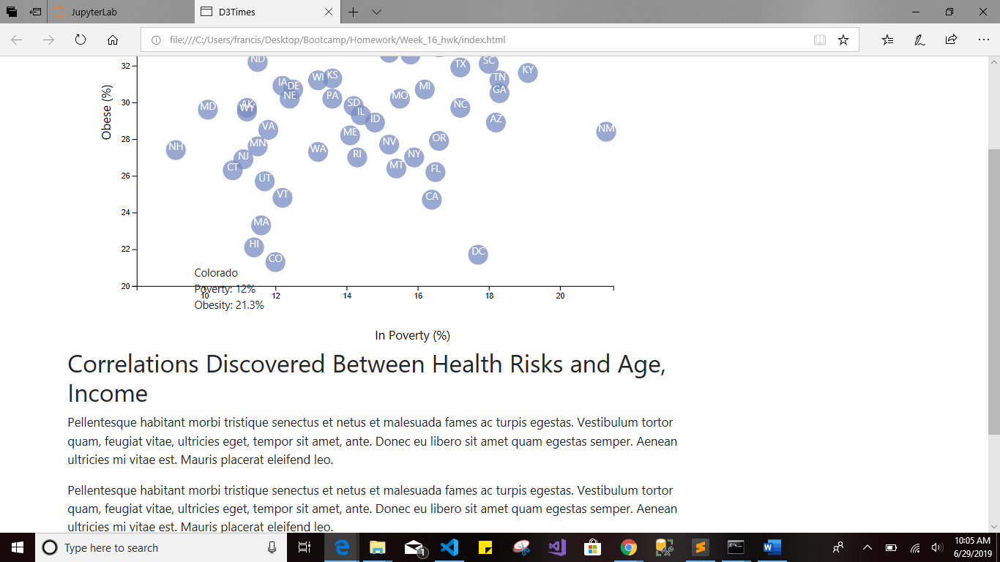 JupyterLab
D3Times
file:///C:/Users/francis/Desktop/Bootcamp/Homework/Week_16_hwk/index.html
32
ND
TX
SC
KY
IA
DE
NE
WI
KS
MI
TN
GA
30
MD
AK
WY
PA
SD
IL
MO
NC
Obese (%)
VA
ID
AZ
NM
28
NH
MN
ME
NV
OR
NJ
WA
RI
NY
CT
MT
FL
26
UT
VT
CA
24
MA
22
HI
CO
DC
20
Colorado
Poverty: 12%
Obesity: 21.3%
10 12 14 16 18 20
In Poverty (%)
Correlations Discovered Between Health Risks and Age,
Income
Pellentesque habitant morbi tristique senectus et netus et malesuada fames ac turpis egestas. Vestibulum tortor
quam, feugiat vitae, ultricies eget, tempor sit amet, ante. Donec eu libero sit amet quam egestas semper. Aenean
ultricies mi vitae est. Mauris placerat eleifend leo.
Pellentesque habitant morbi tristique senectus et netus et malesuada fames ac turpis egestas. Vestibulum tortor
quam, feugiat vitae, ultricies eget, tempor sit amet, ante. Donec eu libero sit amet quam egestas semper. Aenean
ultricies mi vitae est. Mauris placerat eleifend leo.
Type here to search
1
10:05 AM
6/29/2019